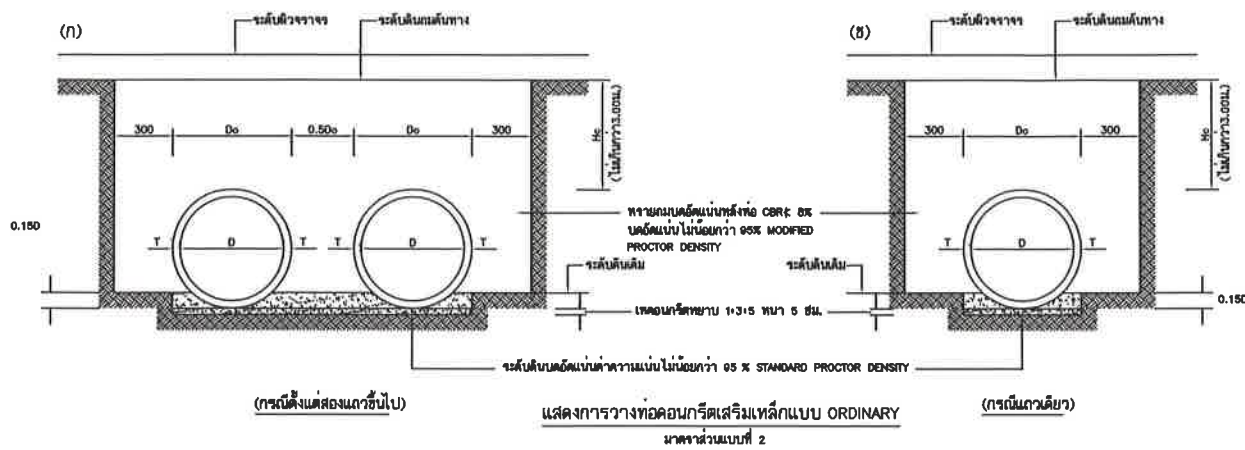 (ก)
ระดับผิวจราจร
ระดับดินถมคันทาง
(ข)
ระดับผิวจราจร
ระดับดินถมคันทาง
300
Do
0.5Do
Do
300
Hc
(ไม่เกินกว่า3.00ม.)
300
Do
300
Hc
(ไม่เกินกว่า3.00ม.)
T
D
T
T
D
T
T
D
T
ทรายถมบดอัดแน่นหลังท่อ CBR≮ 8%
บดอัดแน่นไม่น้อยกว่า 95% MODIFIED
PROCTOR DENSITY
0.15D
ระดับดินเดิม
ระดับดินเดิม
0.15D
เทคอนกรีตหยาบ 1:3:5 หนา 5 ซม.
ระดับดินบดอัดแน่นค่าความแน่นไม่น้อยกว่า 95 % STANDARD PROCTOR DENSITY
(กรณีตั้งแต่สองแถวขึ้นไป)
แสดงการวางท่อคอนกรีตเสริมเหล็กแบบ ORDINARY
มาตราส่วนแบบที่ 2
(กรณีแถวเดียว)